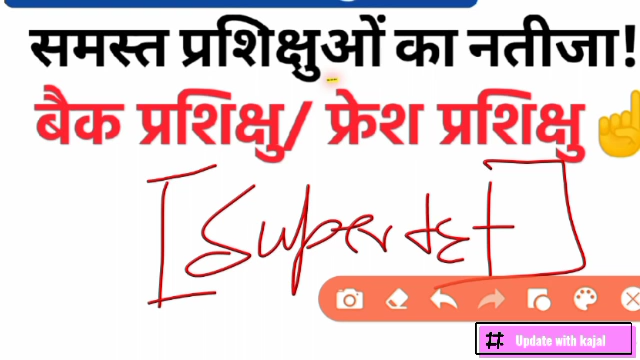 समस्त प्रशिक्षुओं का नतीजा!
बैक प्रशिक्षु/ फ्रेश प्रशिक्षु
[Supertet]
# Update with kajal